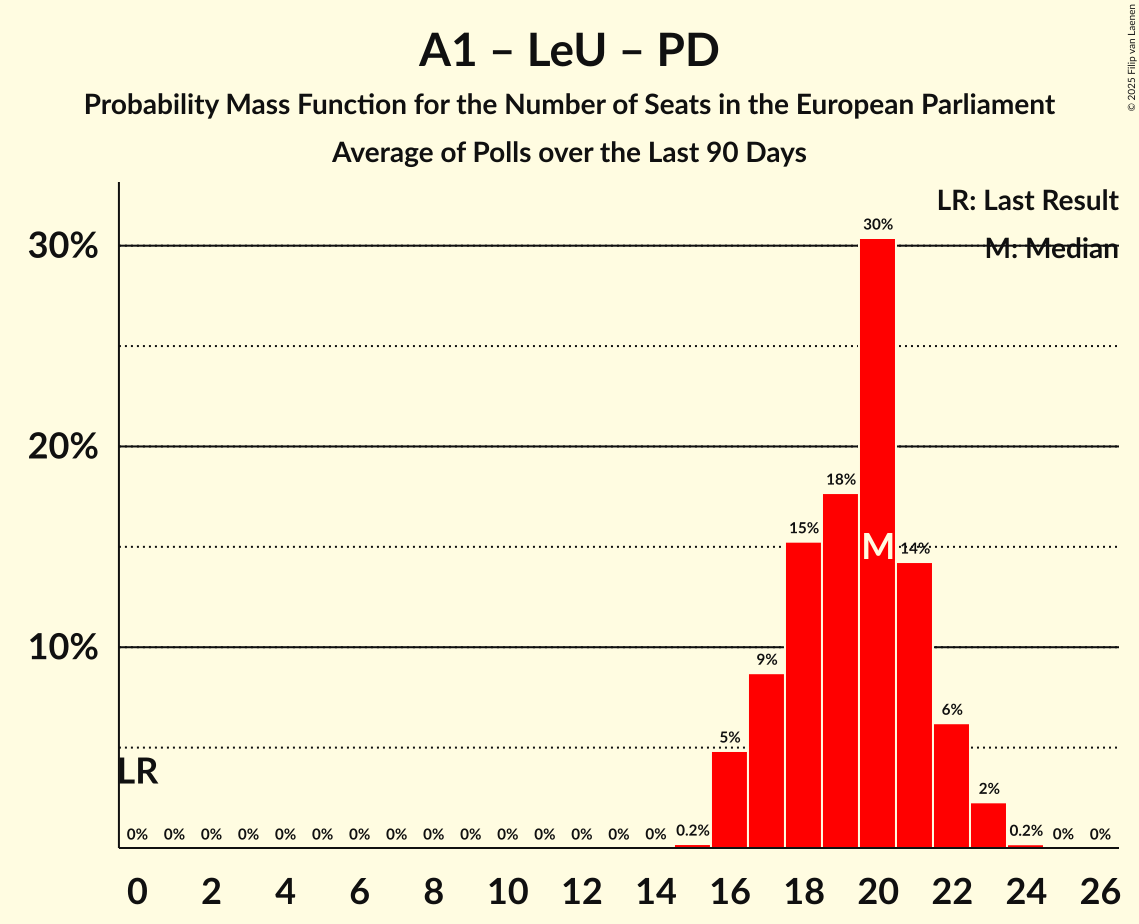 A1 – LeU – PD
Probability Mass Function for the Number of Seats in the European Parliament
Average of Polls over the Last 90 Days
© 2025 Filip van Laenen
LR: Last Result
M: Median
30%
20%
10%
30%
18%
15%
M
14%
9%
6%
5%
2%
LR
0% 0% 0% 0% 0% 0% 0% 0% 0% 0% 0% 0% 0% 0% 0% 0.2% 0.2% 0% 0%
0 2 4 6 8 10 12 14 16 18 20 22 24 26